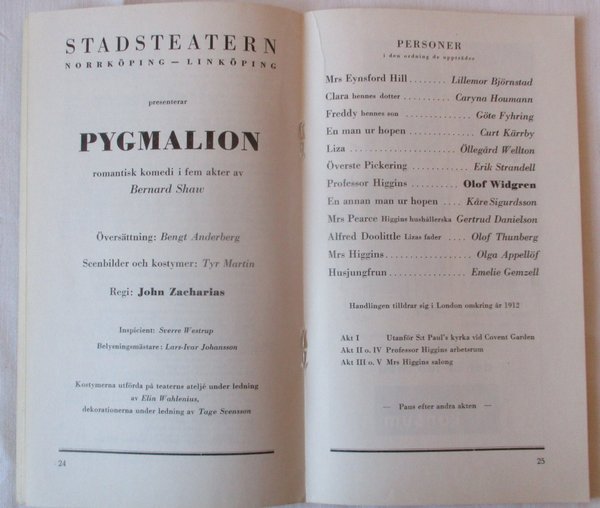 STADSTEATERN
NORRKÖPING — LINKÖPING
presenterar
PYGMALION
romantisk komedi i fem akter av
Bernard Shaw
Översättning: Bengt Anderberg
Scenbilder och kostymer: Tyr Martin
Regi: John Zacharias
Inspicient: Sverre Westrup
Belysningsmästare: Lars-Ivar Johansson
Kostymerna utförda på teaterns ateljé under ledning
av Elin Wahlenius,
dekorationerna under ledning av Tage Svensson
24
PERSONER
i den ordning de uppträder
Mrs Eynsford Hill ........ Lillemor Björnstad
Clara hennes dotter .......... Caryna Houmann
Freddy hennes son ............ Göte Fyhring
En man ur hopen ............ Curt Kärrby
Liza .................... Öllegård Wellton
Överste Pickering ............ Erik Strandell
Professor Higgins ............ Olof Widgren
En annan man ur hopen .... Kåre Sigurdsson
Mrs Pearce Higgins hushållerska Gertrud Danielson
Alfred Doolittle Lizas fader .... Olof Thunberg
Mrs Higgins ................ Olga Appellöf
Husjungfrun ................ Emelie Gemzell
Handlingen tilldrar sig i London omkring år 1912
Akt I Utanför S:t Paul's kyrka vid Covent Garden
Akt II o. IV Professor Higgins arbetsrum
Akt III o. V Mrs Higgins salong
— Paus efter andra akten —
25